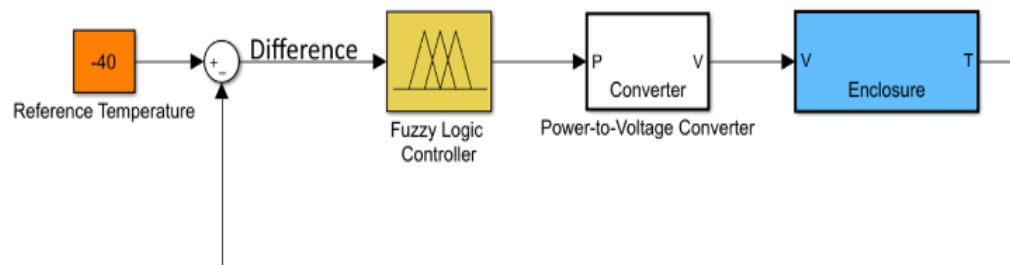 -40
Reference Temperature
+
−
Difference
Fuzzy Logic
Controller
P
V
Converter
Power-to-Voltage Converter
V
T
Enclosure